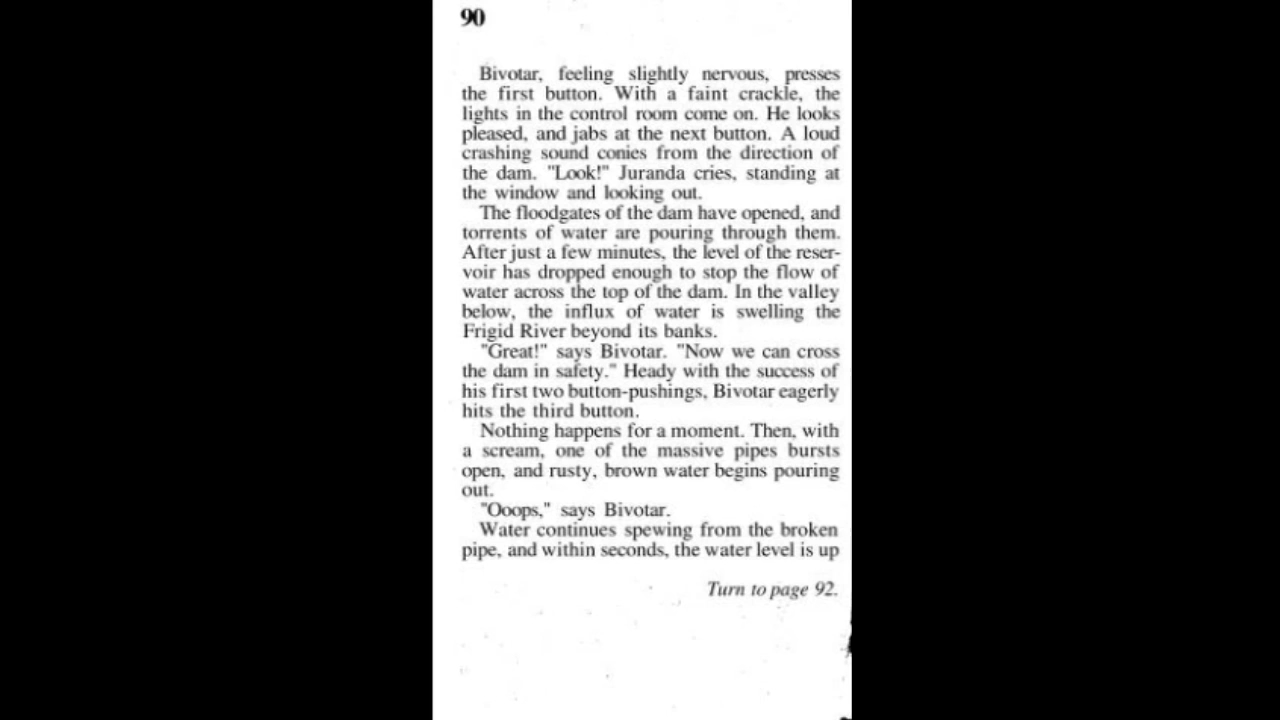 90
Bivotar, feeling slightly nervous, presses
the first button. With a faint crackle, the
lights in the control room come on. He looks
pleased, and jabs at the next button. A loud
crashing sound conies from the direction of
the dam. "Look!" Juranda cries, standing at
the window and looking out.
The floodgates of the dam have opened, and
torrents of water are pouring through them.
After just a few minutes, the level of the reser-
voir has dropped enough to stop the flow of
water across the top of the dam. In the valley
below, the influx of water is swelling the
Frigid River beyond its banks.
"Great!" says Bivotar. "Now we can cross
the dam in safety." Heady with the success of
his first two button-pushings, Bivotar eagerly
hits the third button.
Nothing happens for a moment. Then, with
a scream, one of the massive pipes bursts
open, and rusty, brown water begins pouring
out.
"Ooops," says Bivotar.
Water continues spewing from the broken
pipe, and within seconds, the water level is up
Turn to page 92.